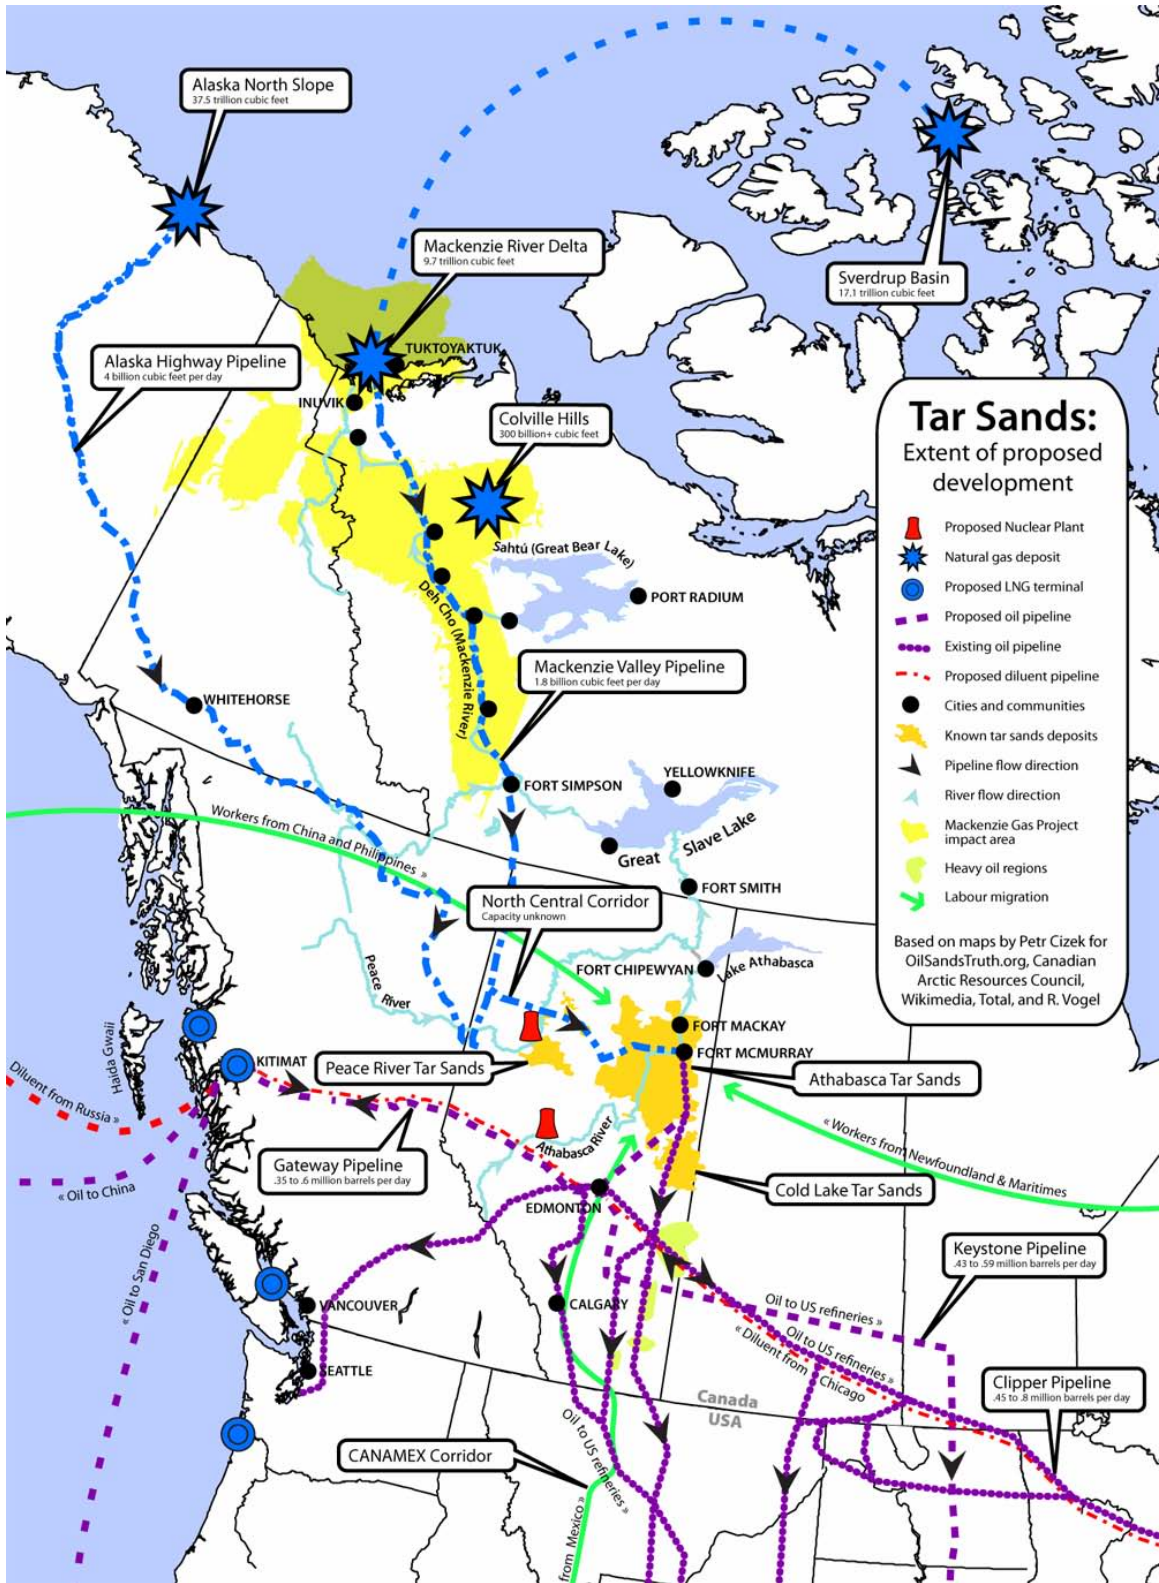 Alaska North Slope
37.5 trillion cubic feet
Mackenzie River Delta
9.7 trillion cubic feet
Sverdrup Basin
17.1 trillion cubic feet
Alaska Highway Pipeline
4 billion cubic feet per day
TUKTOYAKTUK
INUVIK
Colville Hills
300 billion+ cubic feet
Tar Sands:
Extent of proposed
development
Proposed Nuclear Plant
Natural gas deposit
Proposed LNG terminal
Proposed oil pipeline
Existing oil pipeline
Proposed diluent pipeline
Cities and communities
Known tar sands deposits
Pipeline flow direction
River flow direction
Mackenzie Gas Project
impact area
Heavy oil regions
Labour migration
Based on maps by Petr Cizek for
OilSandsTruth.org, Canadian
Arctic Resources Council,
Wikimedia, Total, and R. Vogel
Sahtú (Great Bear Lake)
PORT RADIUM
Deh Cho (Mackenzie River)
Mackenzie Valley Pipeline
1.8 billion cubic feet per day
WHITEHORSE
FORT SIMPSON
YELLOWKNIFE
Great Slave Lake
Workers from China and Philippines »
FORT SMITH
North Central Corridor
Capacity unknown
FORT CHIPEWYAN
Lake Athabasca
Peace River
Haida Gwaii
FORT MACKAY
FORT MCMURRAY
KITIMAT
Peace River Tar Sands
Athabasca Tar Sands
Diluent from Russia »
Athabasca River
« Workers from Newfoundland & Maritimes
Gateway Pipeline
.35 to .6 million barrels per day
« Oil to China
Cold Lake Tar Sands
EDMONTON
« Oil to San Diego
Keystone Pipeline
.43 to .59 million barrels per day
VANCOUVER
CALGARY
Oil to US refineries »
Oil to US refineries »
« Diluent from Chicago
SEATTLE
Clipper Pipeline
.45 to .8 million barrels per day
Canada
USA
Oil to US refineries »
CANAMEX Corridor
from Mexico »